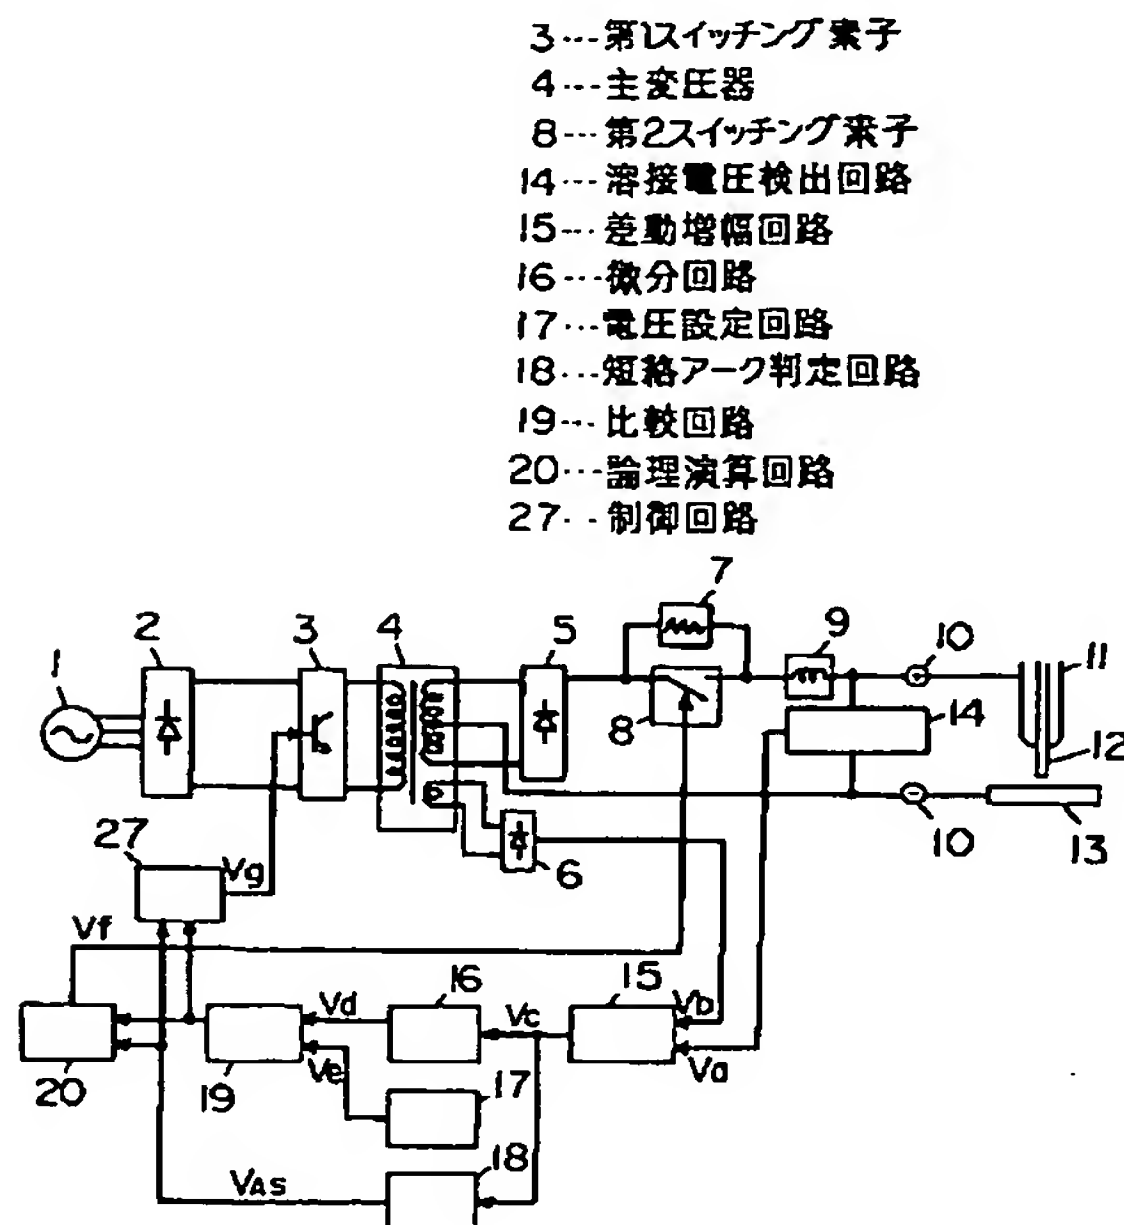 3…第1スイッチング素子
4…主変圧器
8…第2スイッチング素子
14…溶接電圧検出回路
15…差動増幅回路
16…微分回路
17…電圧設定回路
18…短絡アーク判定回路
19…比較回路
20…論理演算回路
27…制御回路
7
1 2 3 4 5 9 10 11
8 14
12
6 10 13
27 Vg
Vf
Vd 16 Vc 15 Vb
Ve Va
20 19 17
18
VAS